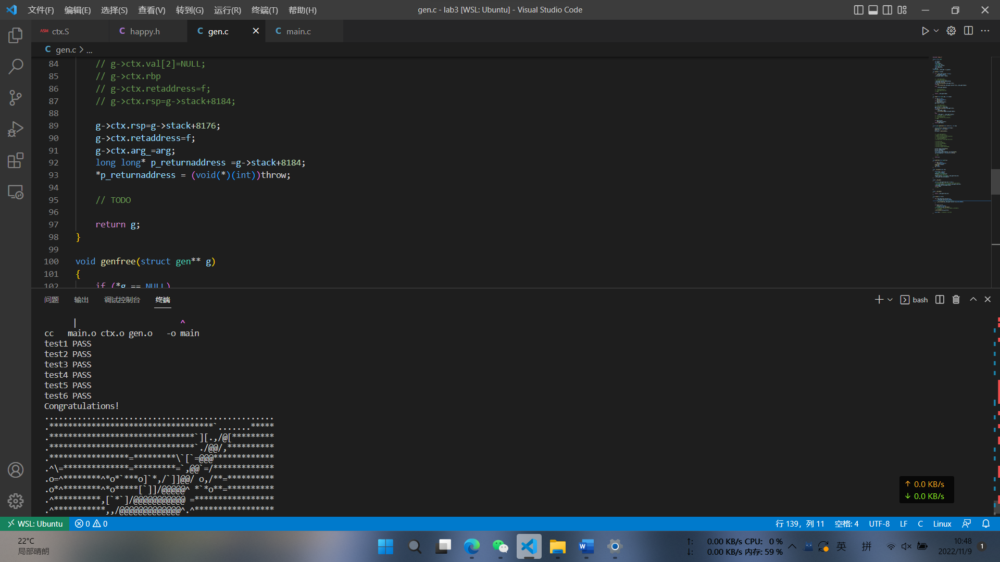 文件(F) 编辑(E) 选择(S) 查看(V) 转到(G) 运行(R) 终端(T) 帮助(H) gen.c - lab3 [WSL: Ubuntu] - Visual Studio Code
ASM ctx.S C happy.h C gen.c C main.c
C gen.c > ...
84 // g->ctx.val[2]=NULL;
85 // g->ctx.rbp
86 // g->ctx.retaddress=f;
87 // g->ctx.rsp=g->stack+8184;
88
89 g->ctx.rsp=g->stack+8176;
90 g->ctx.retaddress=f;
91 g->ctx.arg_=arg;
92 long long* p_returnaddress =g->stack+8184;
93 *p_returnaddress = (void(*)(int))throw;
94
95 // TODO
96
97 return g;
98 }
99
100 void genfree(struct gen** g)
101 {
102 if (*g == NULL)
问题 输出 调试控制台 终端 bash
| ^
cc main.o ctx.o gen.o -o main
test1 PASS
test2 PASS
test3 PASS
test4 PASS
test5 PASS
test6 PASS
Congratulations!
.................................................
.***********************************`.......*****
.*******************************`][.,/@[*********
.*******************************`./@@/,**********
.*****************=*********\`[`=@@@*************
.^\=**************=*********=`,@@`=/*************
.o=^********^*o*`***o]`*,/`]]@@/ o,/**=**********
.o*^********^*o*****[`]]/@@@@@^ *`*o**=**********
.^**********,[`*`]/@@@@@@@@@@@ =*****************
.^***********,,/@@@@@@@@@@@@@^.^*****************
↑ 0.0 KB/s
↓ 0.0 KB/s
WSL: Ubuntu 0 0 行 139，列 11 空格: 4 UTF-8 LF C Linux
22°C
局部晴朗
↑: 0.00 KB/s CPU: 0 %
↓: 0.00 KB/s 内存: 59 %
英 拼
10:48
2022/11/9
1